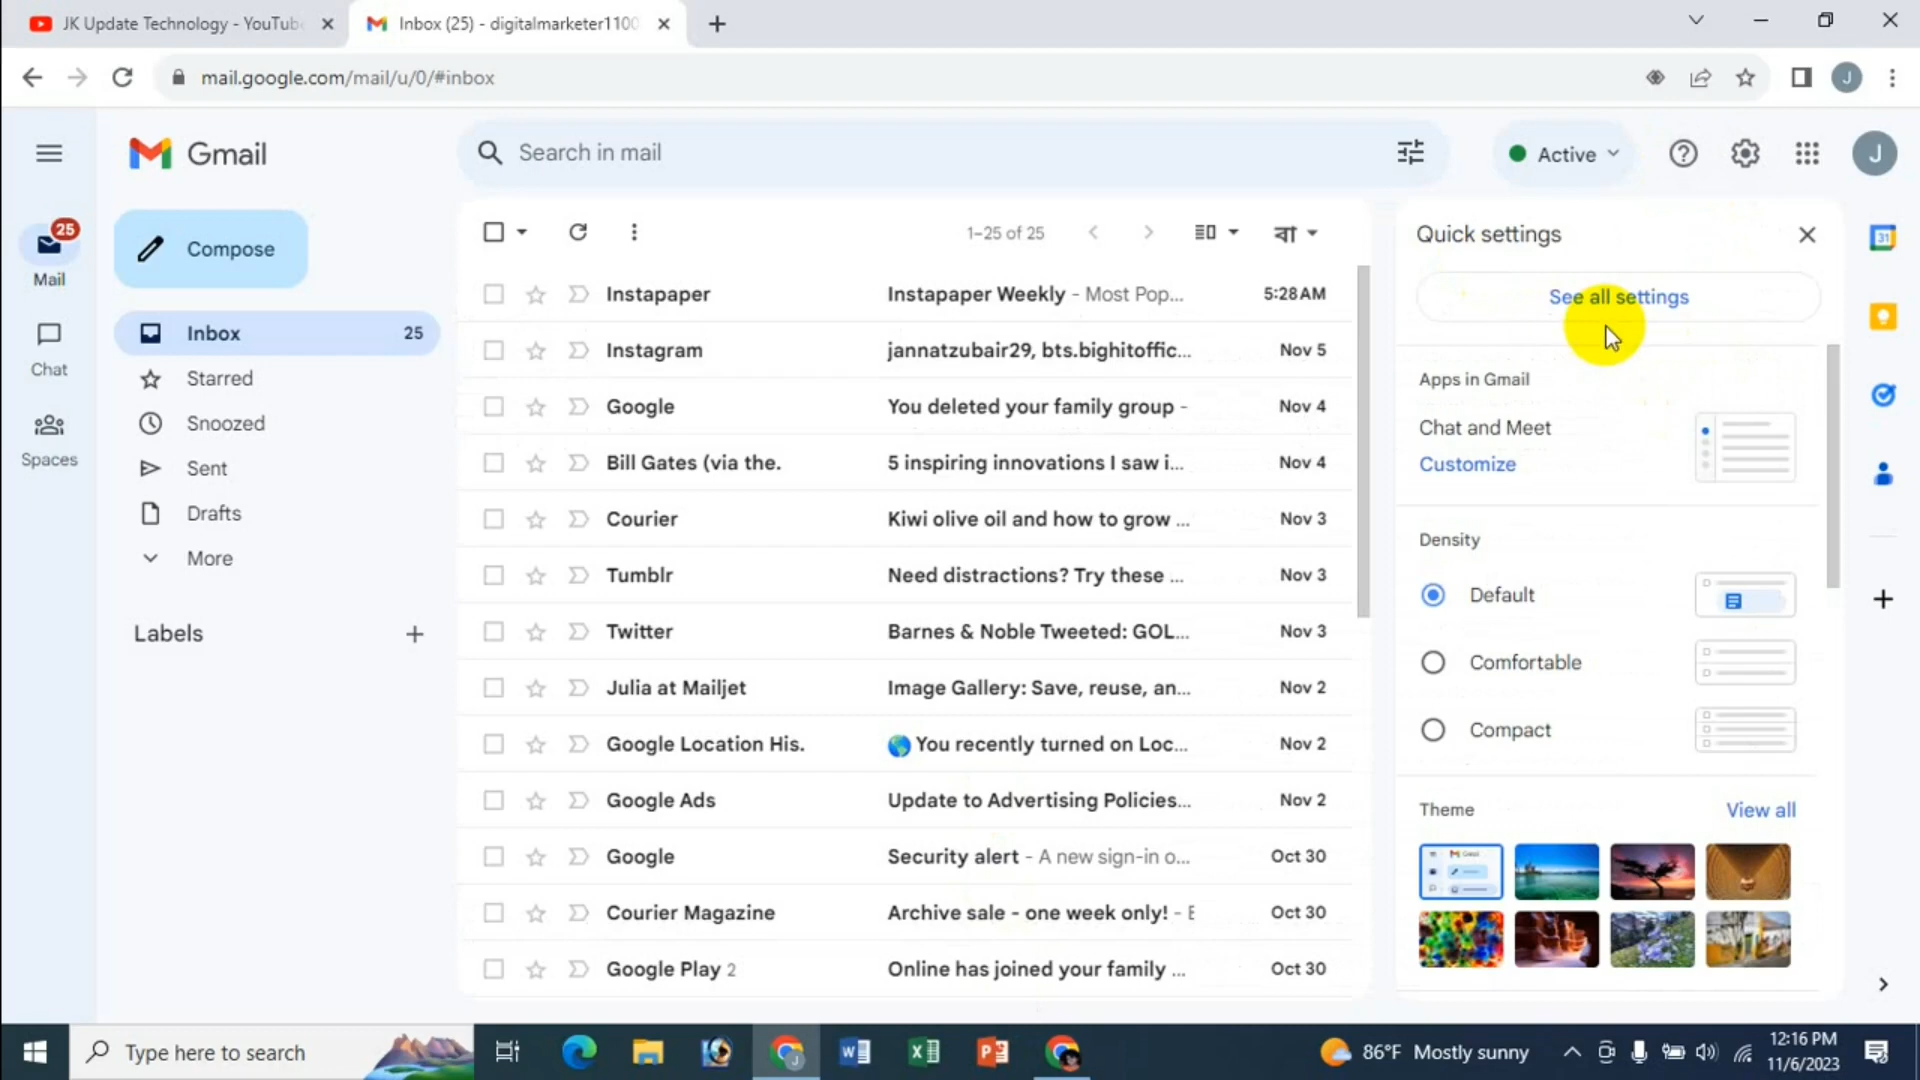 JK Update Technology - YouTub
Inbox (25) - digitalmarketer1100
mail.google.com/mail/u/0/#inbox
J
Gmail
Search in mail
Active
J
25
Mail
Chat
Spaces
Compose
Inbox 25
Starred
Snoozed
Sent
Drafts
More
Labels
1–25 of 25
বা
Instapaper Instapaper Weekly - Most Pop... 5:28 AM
Instagram jannatzubair29, bts.bighitoffic... Nov 5
Google You deleted your family group - Nov 4
Bill Gates (via the. 5 inspiring innovations I saw i... Nov 4
Courier Kiwi olive oil and how to grow ... Nov 3
Tumblr Need distractions? Try these ... Nov 3
Twitter Barnes & Noble Tweeted: GOL... Nov 3
Julia at Mailjet Image Gallery: Save, reuse, an... Nov 2
Google Location His. 🌎 You recently turned on Loc... Nov 2
Google Ads Update to Advertising Policies... Nov 2
Google Security alert - A new sign-in o... Oct 30
Courier Magazine Archive sale - one week only! - E Oct 30
Google Play 2 Online has joined your family ... Oct 30
Quick settings
See all settings
Apps in Gmail
Chat and Meet
Customize
Density
Default
Comfortable
Compact
Theme View all
Gmail
31
Type here to search
86°F Mostly sunny
12:16 PM
11/6/2023